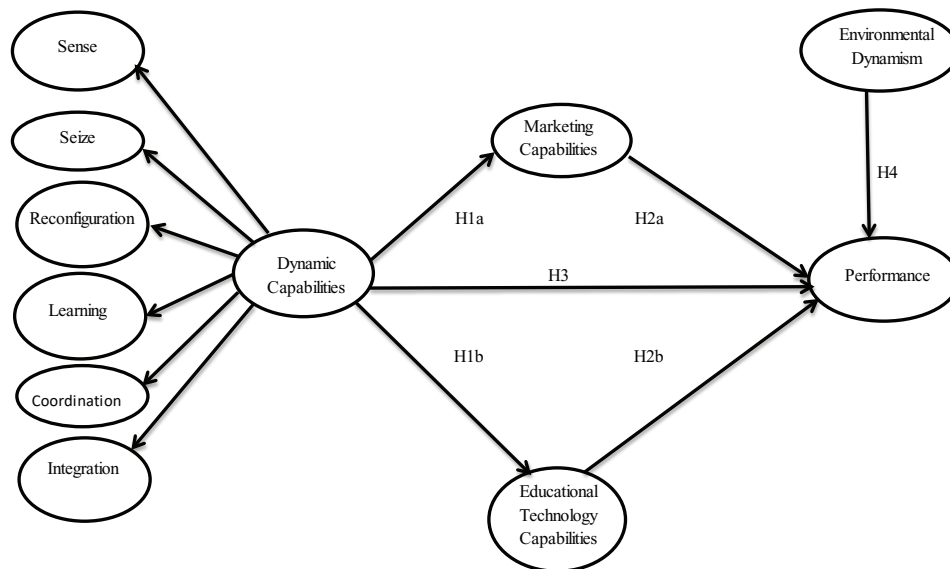 Sense
Seize
Reconfiguration
Learning
Coordination
Integration
Dynamic
Capabilities
H1a
H1b
Marketing
Capabilities
Educational
Technology
Capabilities
H2a
H3
H2b
Environmental
Dynamism
H4
Performance